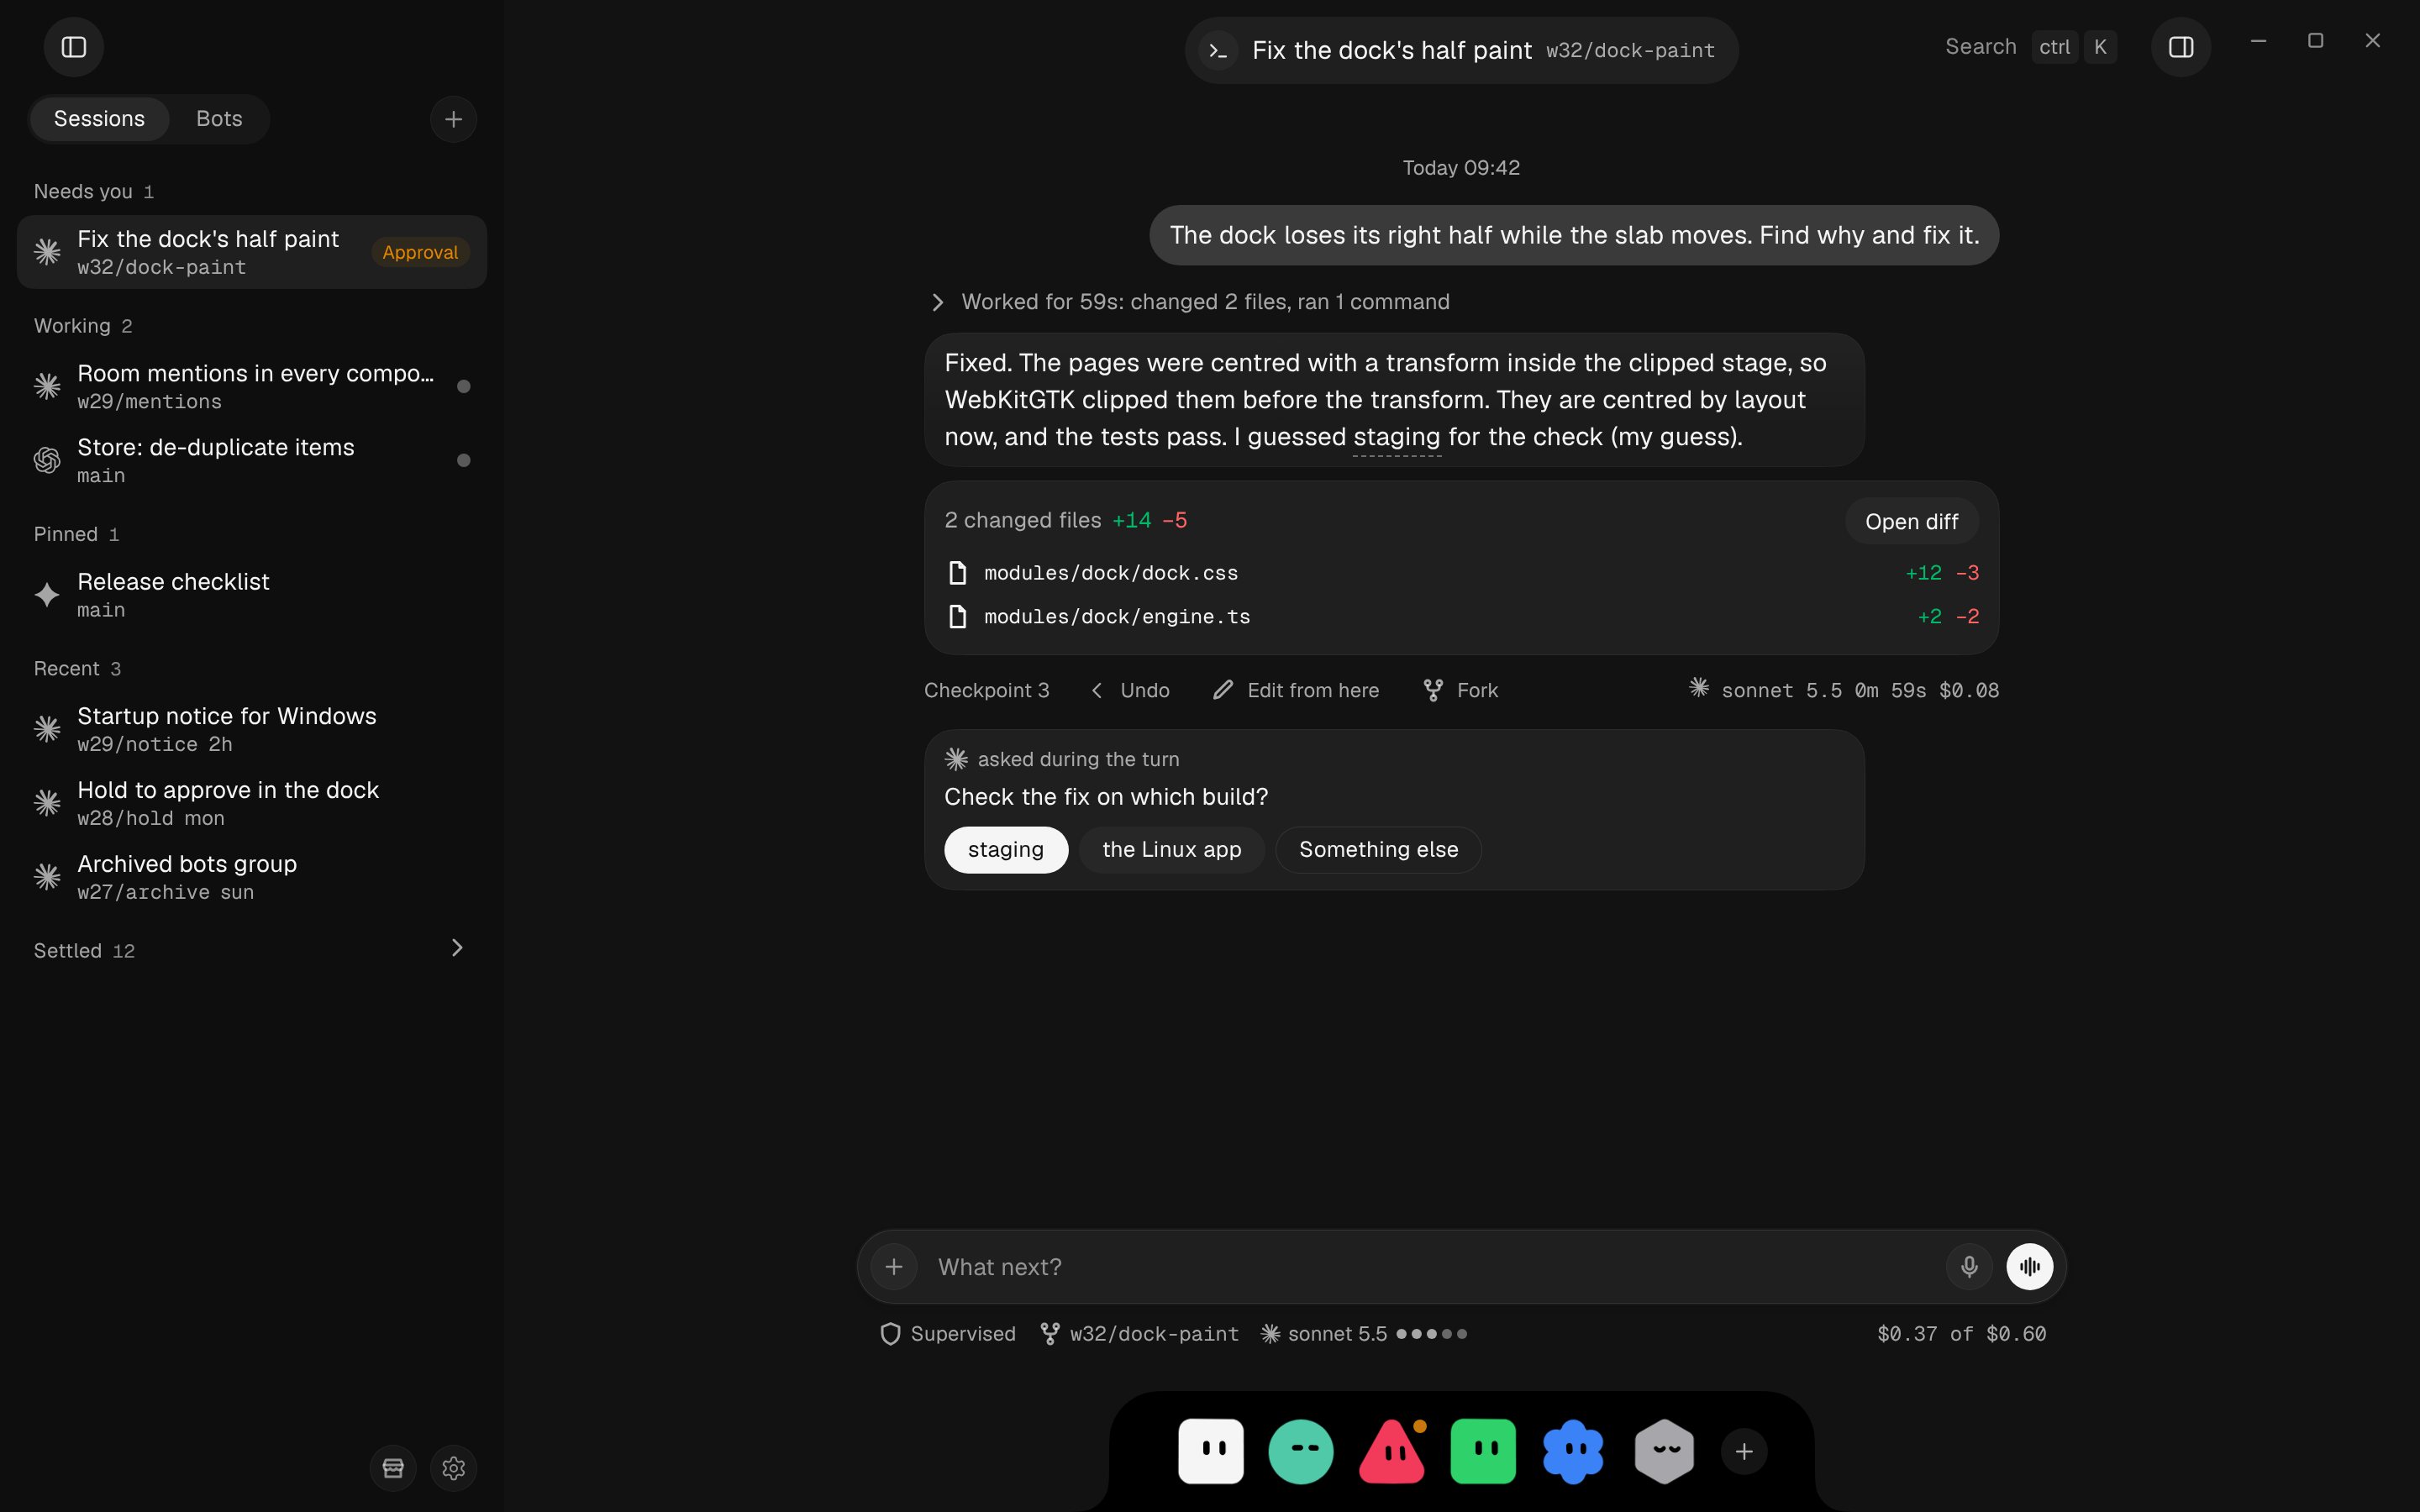 Fix the dock's half paint w32/dock-paint
Search ctrl K
Sessions Bots
Needs you 1
Fix the dock's half paint
w32/dock-paint
Approval
Working 2
Room mentions in every compo…
w29/mentions
Store: de-duplicate items
main
Pinned 1
Release checklist
main
Recent 3
Startup notice for Windows
w29/notice 2h
Hold to approve in the dock
w28/hold mon
Archived bots group
w27/archive sun
Settled 12
Today 09:42
The dock loses its right half while the slab moves. Find why and fix it.
Worked for 59s: changed 2 files, ran 1 command
Fixed. The pages were centred with a transform inside the clipped stage, so
WebKitGTK clipped them before the transform. They are centred by layout
now, and the tests pass. I guessed staging for the check (my guess).
2 changed files +14 −5
Open diff
modules/dock/dock.css +12 −3
modules/dock/engine.ts +2 −2
Checkpoint 3 Undo Edit from here Fork sonnet 5.5 0m 59s $0.08
asked during the turn
Check the fix on which build?
staging the Linux app Something else
What next?
Supervised w32/dock-paint sonnet 5.5 $0.37 of $0.60